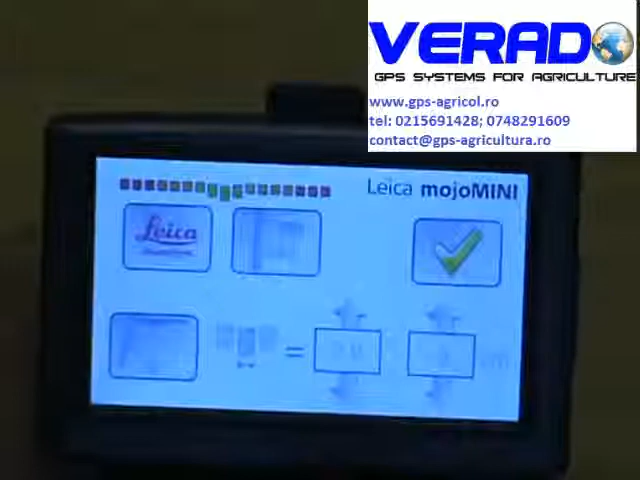 VERADO
GPS SYSTEMS FOR AGRICULTURE
www.gps-agricol.ro
tel: 0215691428; 0748291609
contact@gps-agricultura.ro
Leica mojoMINI
Leica
=